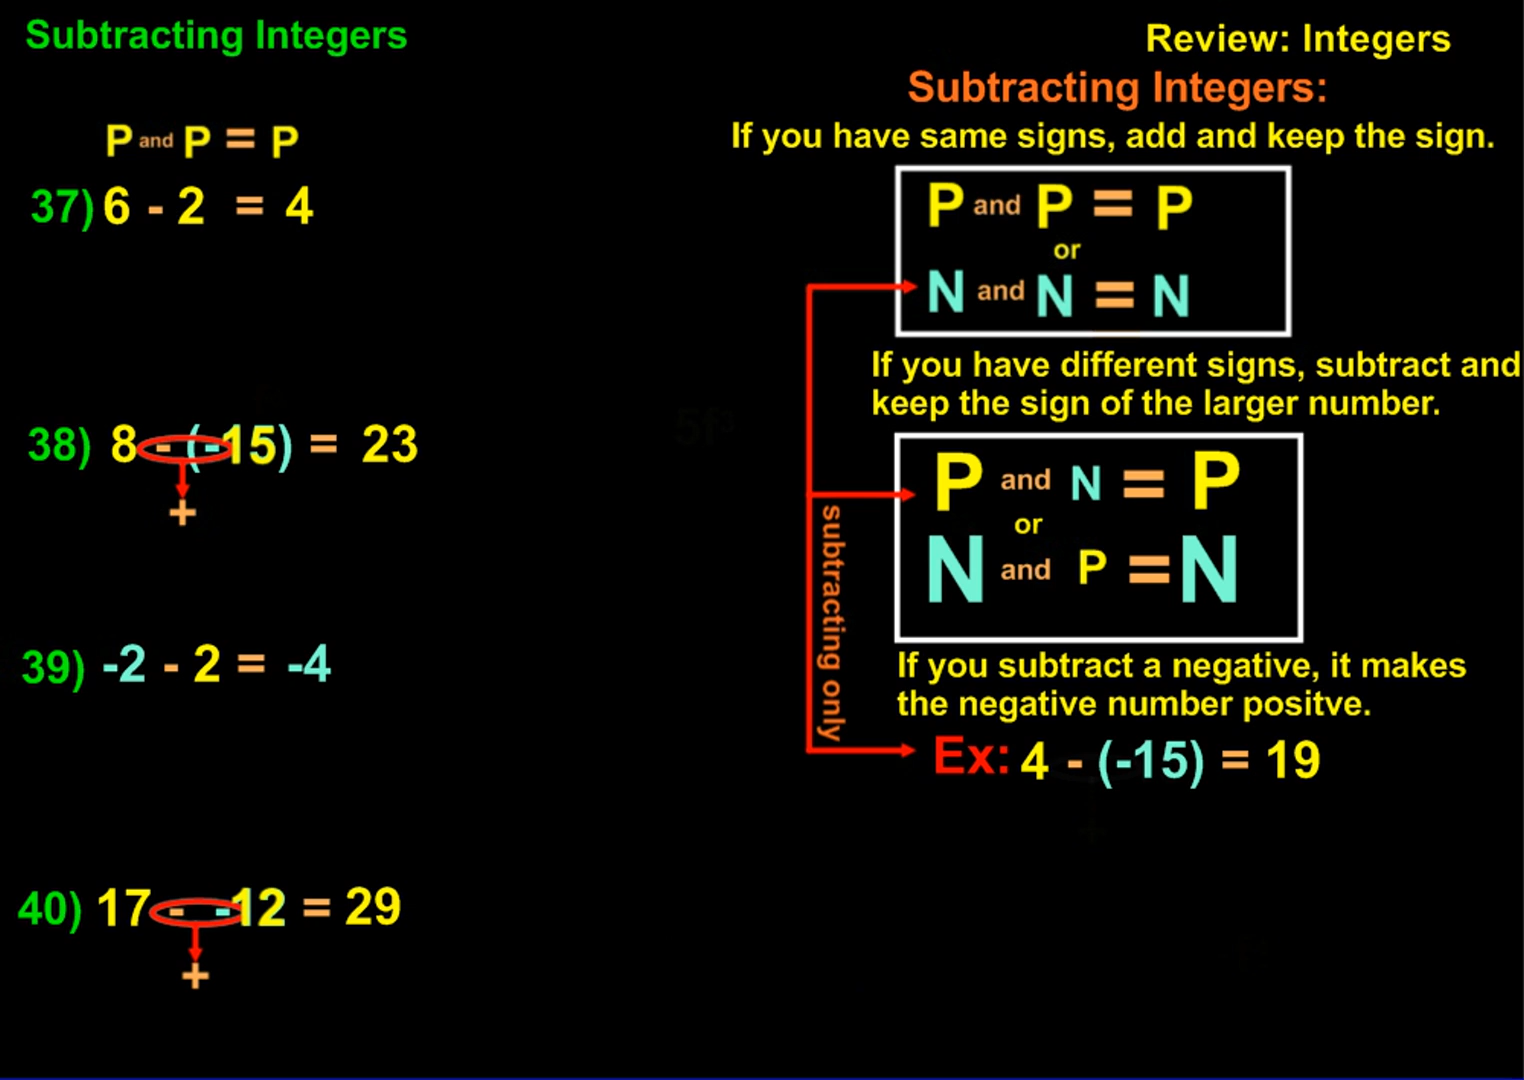 Subtracting Integers
P and P = P
37) 6 - 2 = 4
38) 8 - (-15) = 23
+
39) -2 - 2 = -4
40) 17 - -12 = 29
+
Review: Integers
Subtracting Integers:
If you have same signs, add and keep the sign.
P and P = P
or
N and N = N
If you have different signs, subtract and
keep the sign of the larger number.
P and N = P
or
N and P = N
subtracting only
If you subtract a negative, it makes
the negative number positve.
Ex: 4 - (-15) = 19